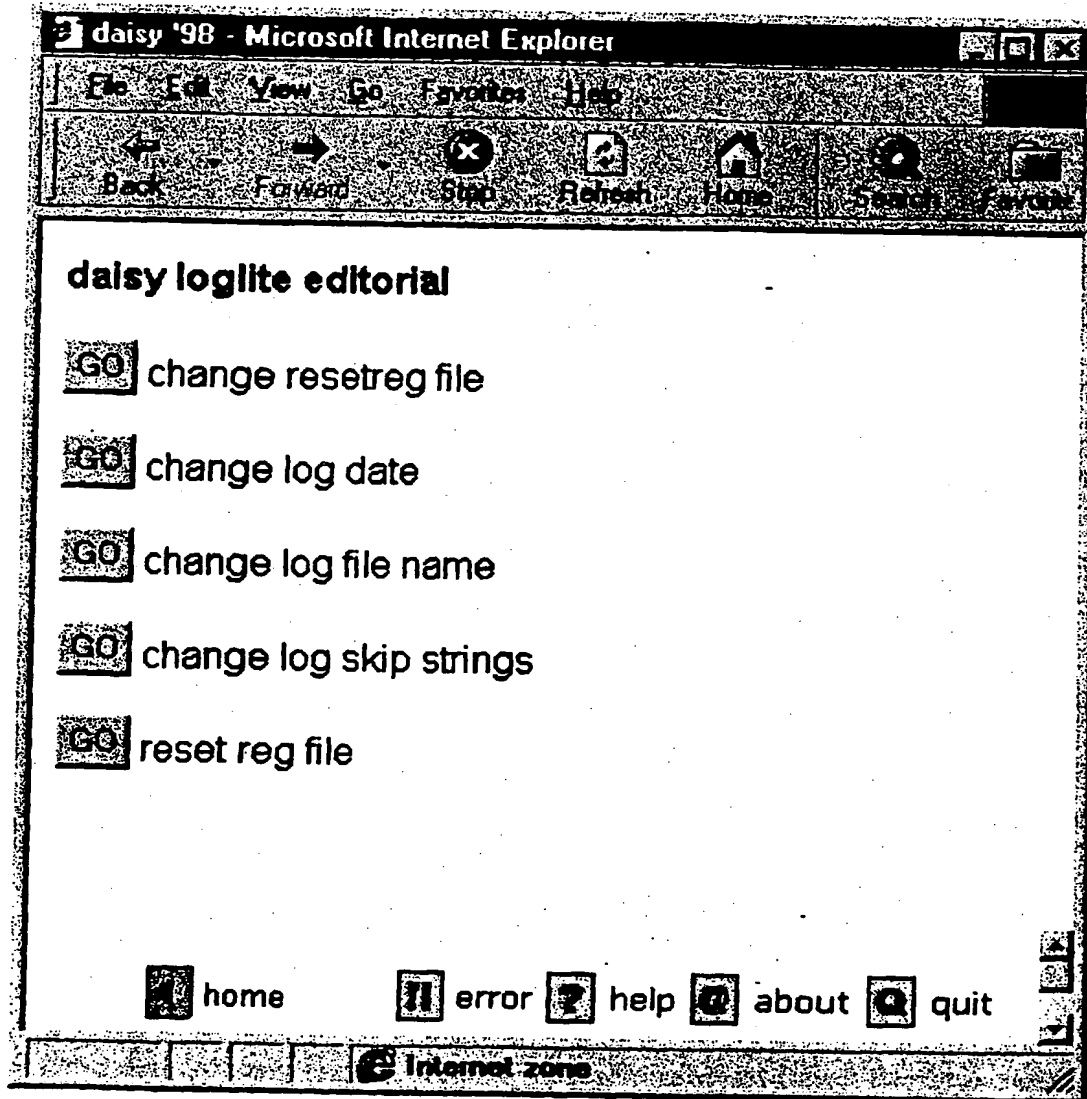 daisy '98 - Microsoft Internet Explorer
File Edit View Go Favorites Help
Back Forward Stop Refresh Home Search Favorit
daisy loglite editorial
GO change resetreg file
GO change log date
GO change log file name
GO change log skip strings
GO reset reg file
home !! error ? help @ about Q quit
Internet zone